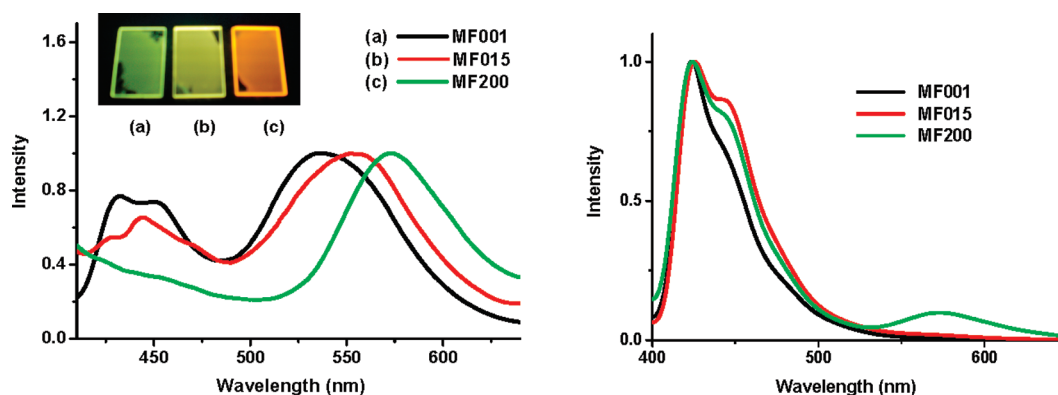 1.6
1.2
0.8
0.4
0.0
Intensity
450 500 550 600
Wavelength (nm)
(a) (b) (c)
(a) MF001
(b) MF015
(c) MF200
1.0
0.5
0.0
Intensity
400 500 600
Wavelength (nm)
MF001
MF015
MF200